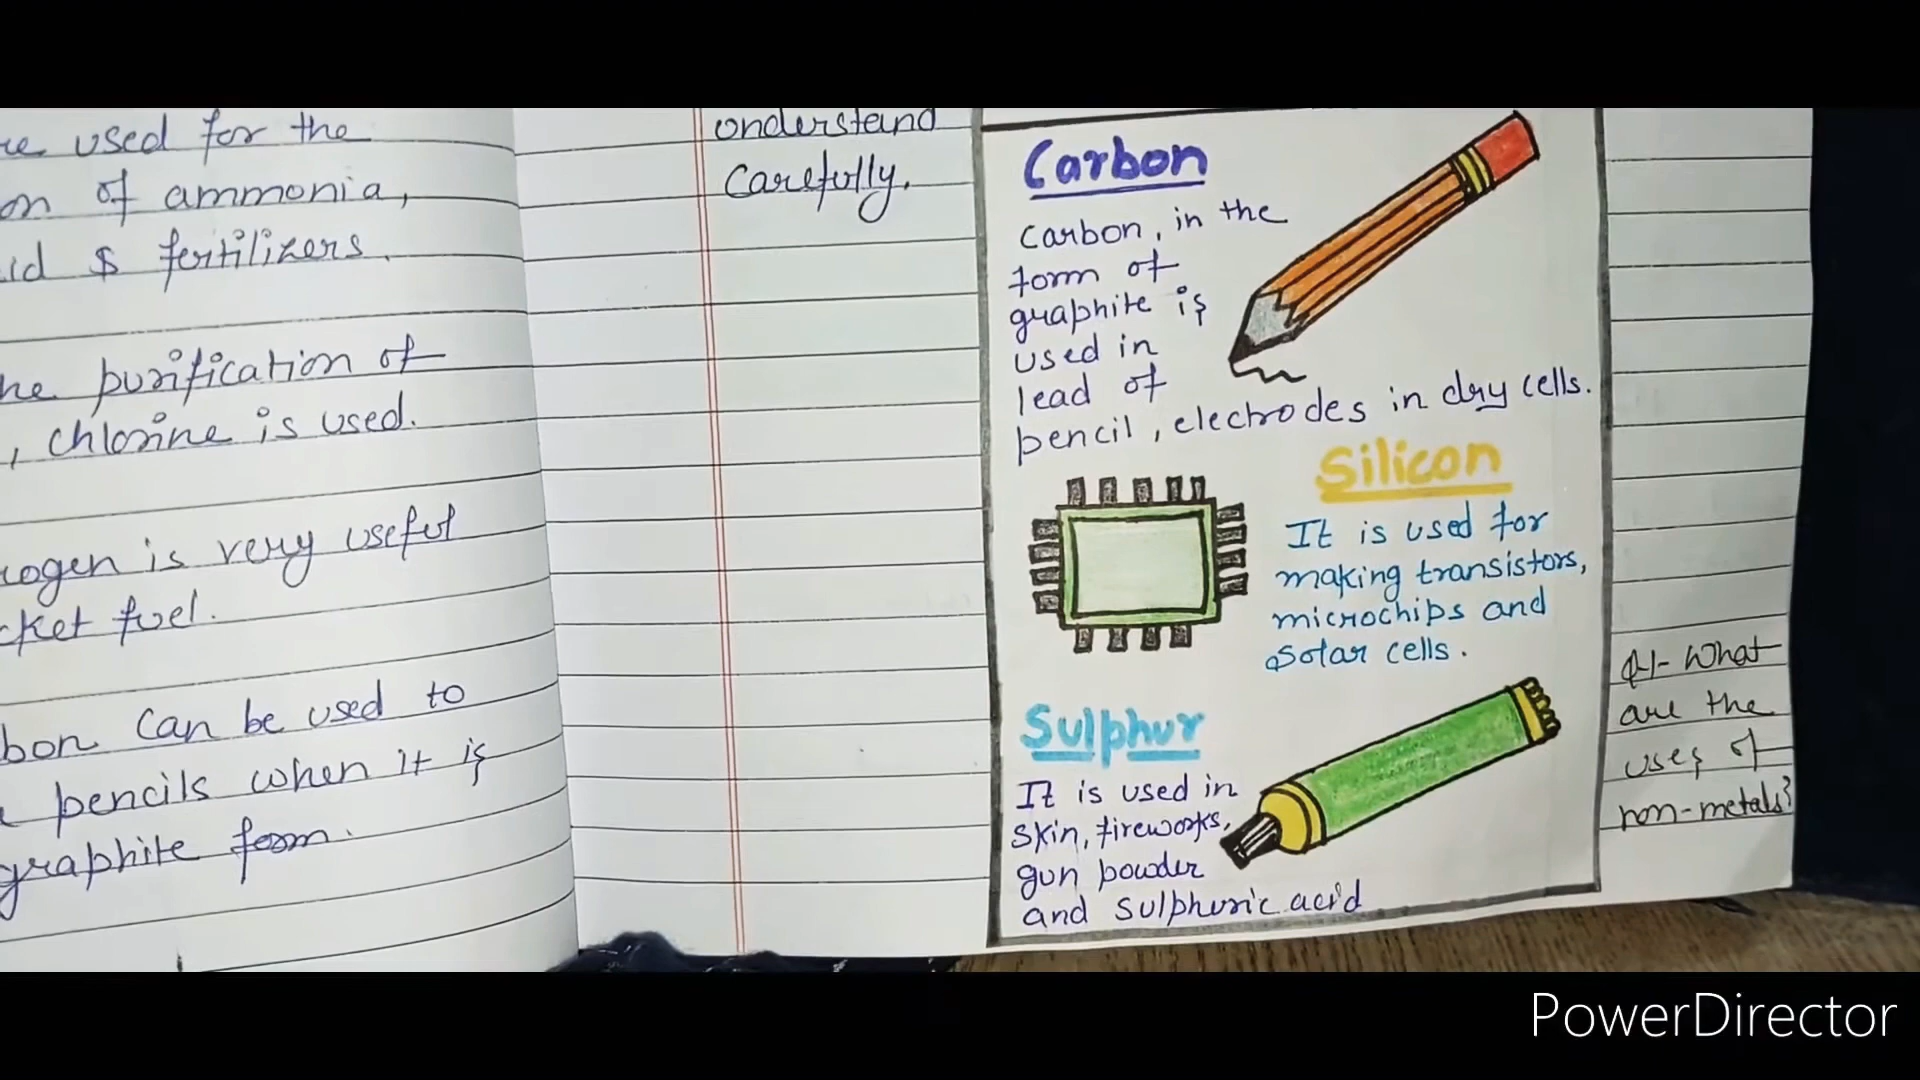 used for the
of ammonia,
$ fertilizers.
purification of
, chlorine is used.
is very useful
fuel.
can be used to
pencils when it is
graphite form.
understand
carefully.
Carbon
Carbon, in the
form of
graphite is
used in
lead of
pencil, electrodes in dry cells.
Silicon
It is used for
making transistors,
microchips and
solar cells.
Sulphur
It is used in
skin, fireworks,
gun powder
and sulphuric acid
Q1- What
are the
uses of
non-metals?
PowerDirector